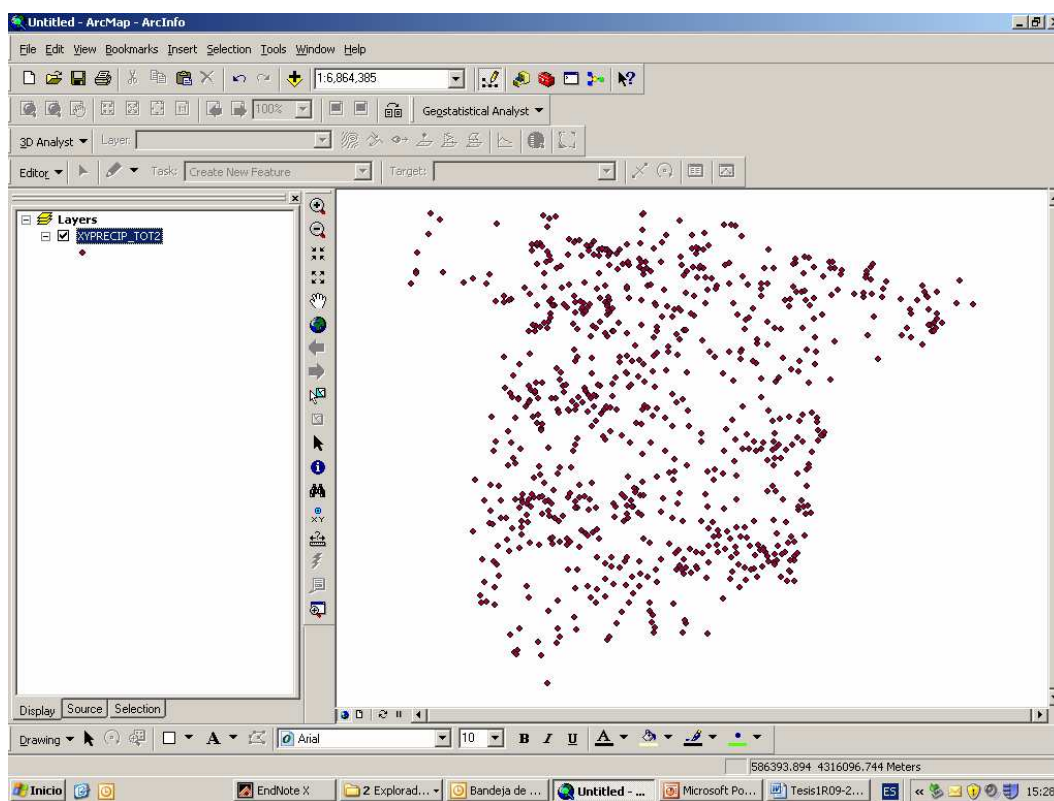 Untitled - ArcMap - ArcInfo
File Edit View Bookmarks Insert Selection Tools Window Help
1:6,864,385
100% Geostatistical Analyst
3D Analyst Layer:
Editor Task: Create New Feature Target:
Layers
XYPRECIP_TOT2
XY
Display Source Selection
Drawing A Arial 10 B I U A
586393.894 4316096.744 Meters
Inicio EndNote X 2 Explorad... Bandeja de ... Untitled - ... Microsoft Po... Tesis1R09-2... ES « 15:28